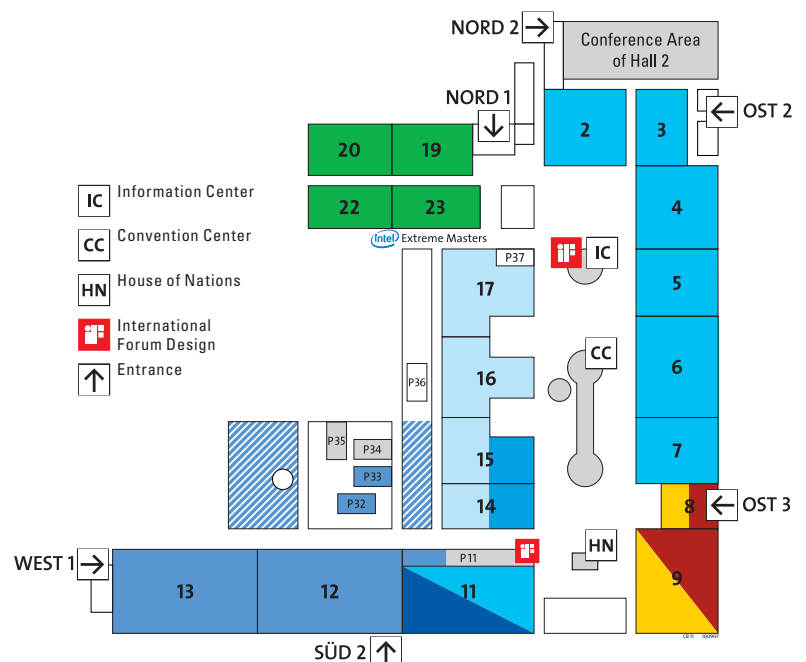 NORD 2
Conference Area
of Hall 2
NORD 1
OST 2
2
3
20
19
4
22
23
IC Information Center
CC Convention Center
HN House of Nations
International
Forum Design
Entrance
intel Extreme Masters
P37
IC
17
5
P36
16
CC
6
P35
P34
P33
P32
15
7
14
8
OST 3
WEST 1
P11
HN
13
12
11
9
CB 11 100907
SÜD 2